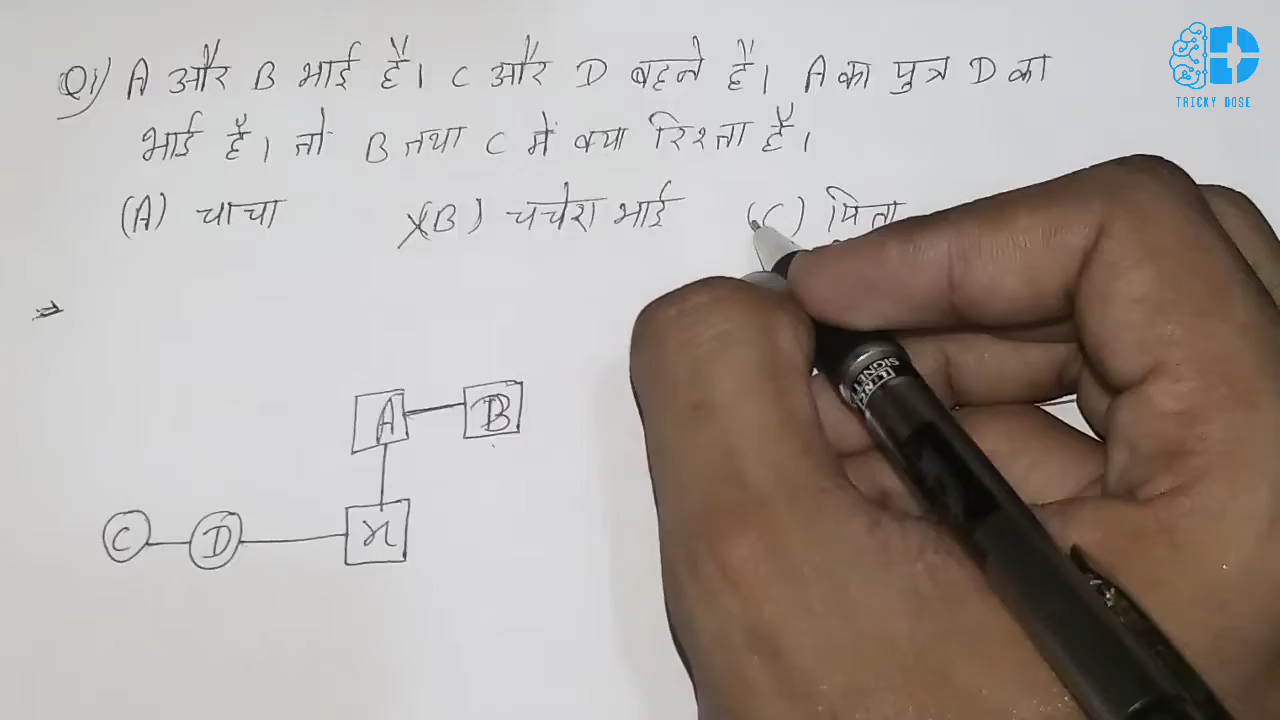 Q1) A और B भाई हैं। C और D बहने हैं। A का पुत्र D का
भाई है। तो B तथा C में क्या रिश्ता हैं।
(A) चाचा (B) चचेरा भाई (C) पिता
A B
C D x
TRICKY DOSE